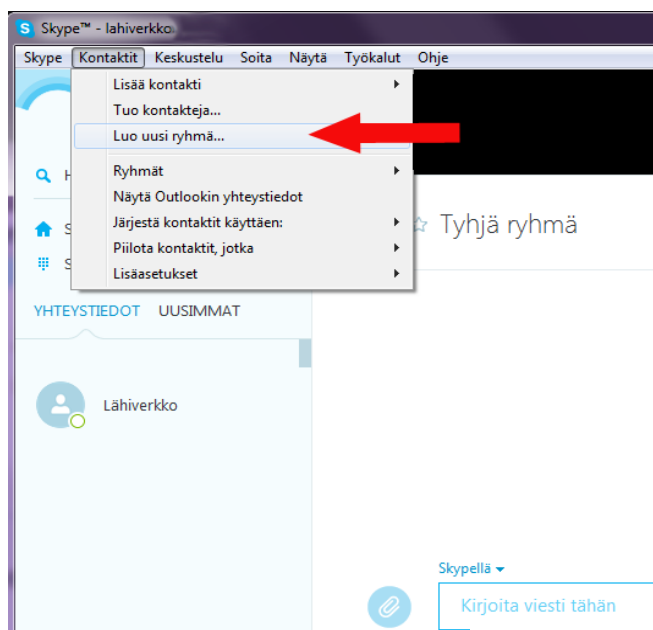 Skype™ - lahiverkko
Skype Kontaktit Keskustelu Soita Näytä Työkalut Ohje
Lisää kontakti
Tuo kontakteja...
Luo uusi ryhmä...
Ryhmät
Näytä Outlookin yhteystiedot
Järjestä kontaktit käyttäen:
Piilota kontaktit, jotka
Lisäasetukset
Tyhjä ryhmä
YHTEYSTIEDOT UUSIMMAT
Lähiverkko
Skypellä
Kirjoita viesti tähän